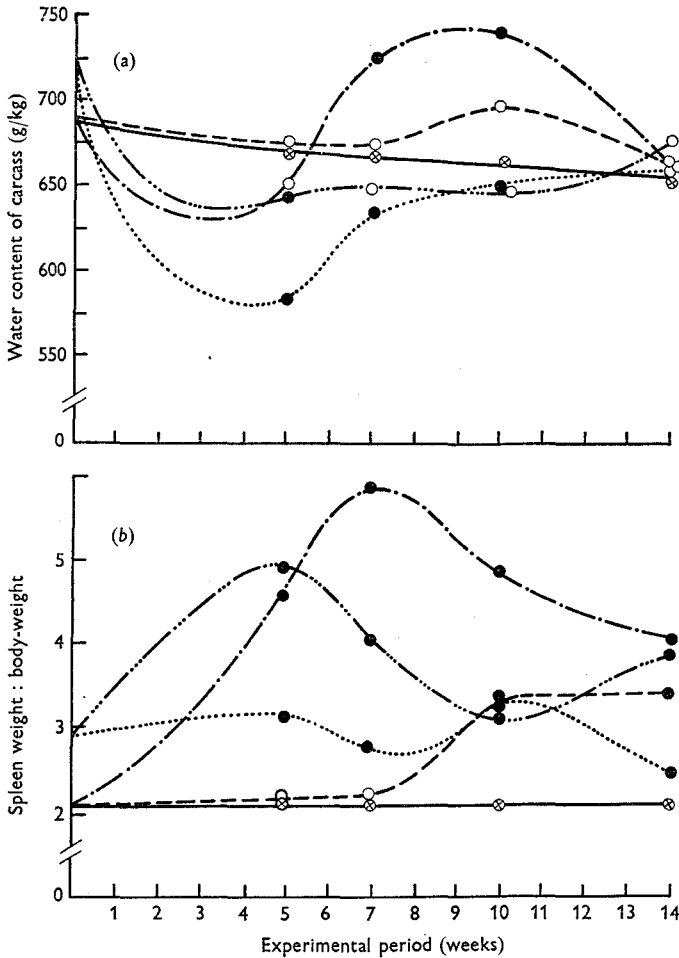 750
(a)
700
650
600
550
0
Water content of carcass (g/kg)
(b)
5
4
3
2
0
Spleen weight : body-weight
1 2 3 4 5 6 7 8 9 10 11 12 13 14
Experimental period (weeks)